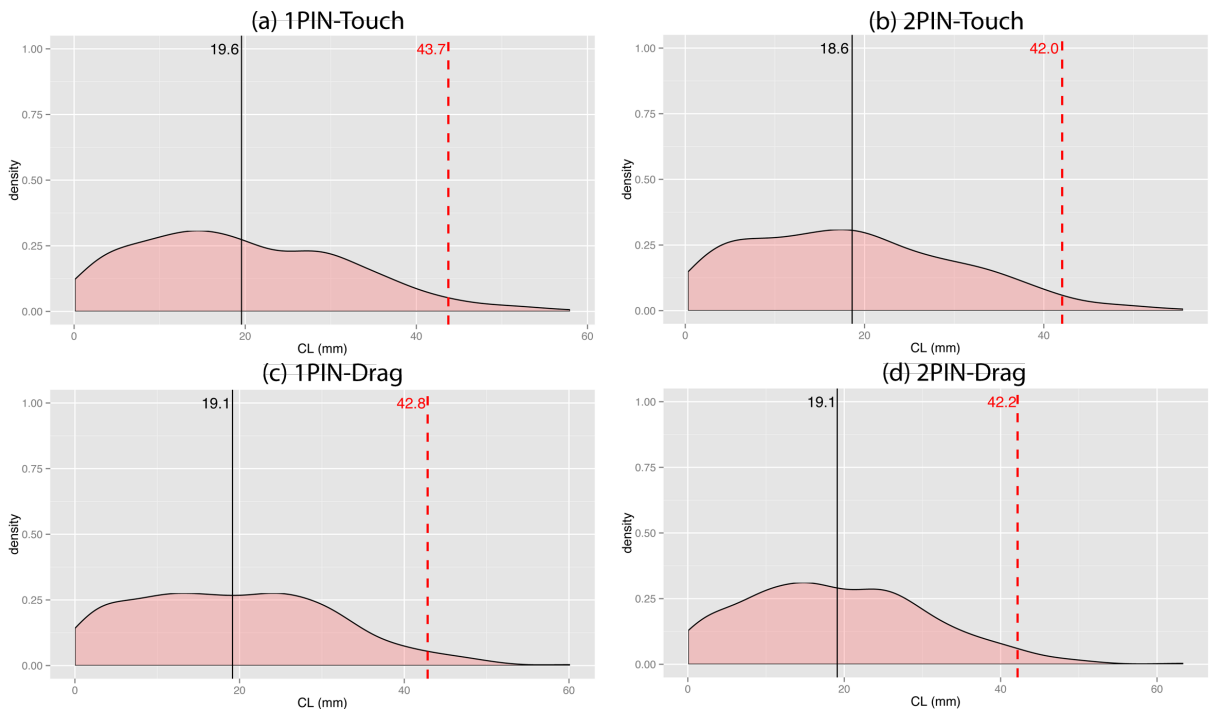 (a) 1PIN-Touch
19.6
43.7
1.00
0.75
0.50
0.25
0.00
density
0 20 40 60
CL (mm)
(b) 2PIN-Touch
18.6
42.0
1.00
0.75
0.50
0.25
0.00
density
0 20 40
CL (mm)
(c) 1PIN-Drag
19.1
42.8
1.00
0.75
0.50
0.25
0.00
density
0 20 40 60
CL (mm)
(d) 2PIN-Drag
19.1
42.2
1.00
0.75
0.50
0.25
0.00
density
0 20 40 60
CL (mm)